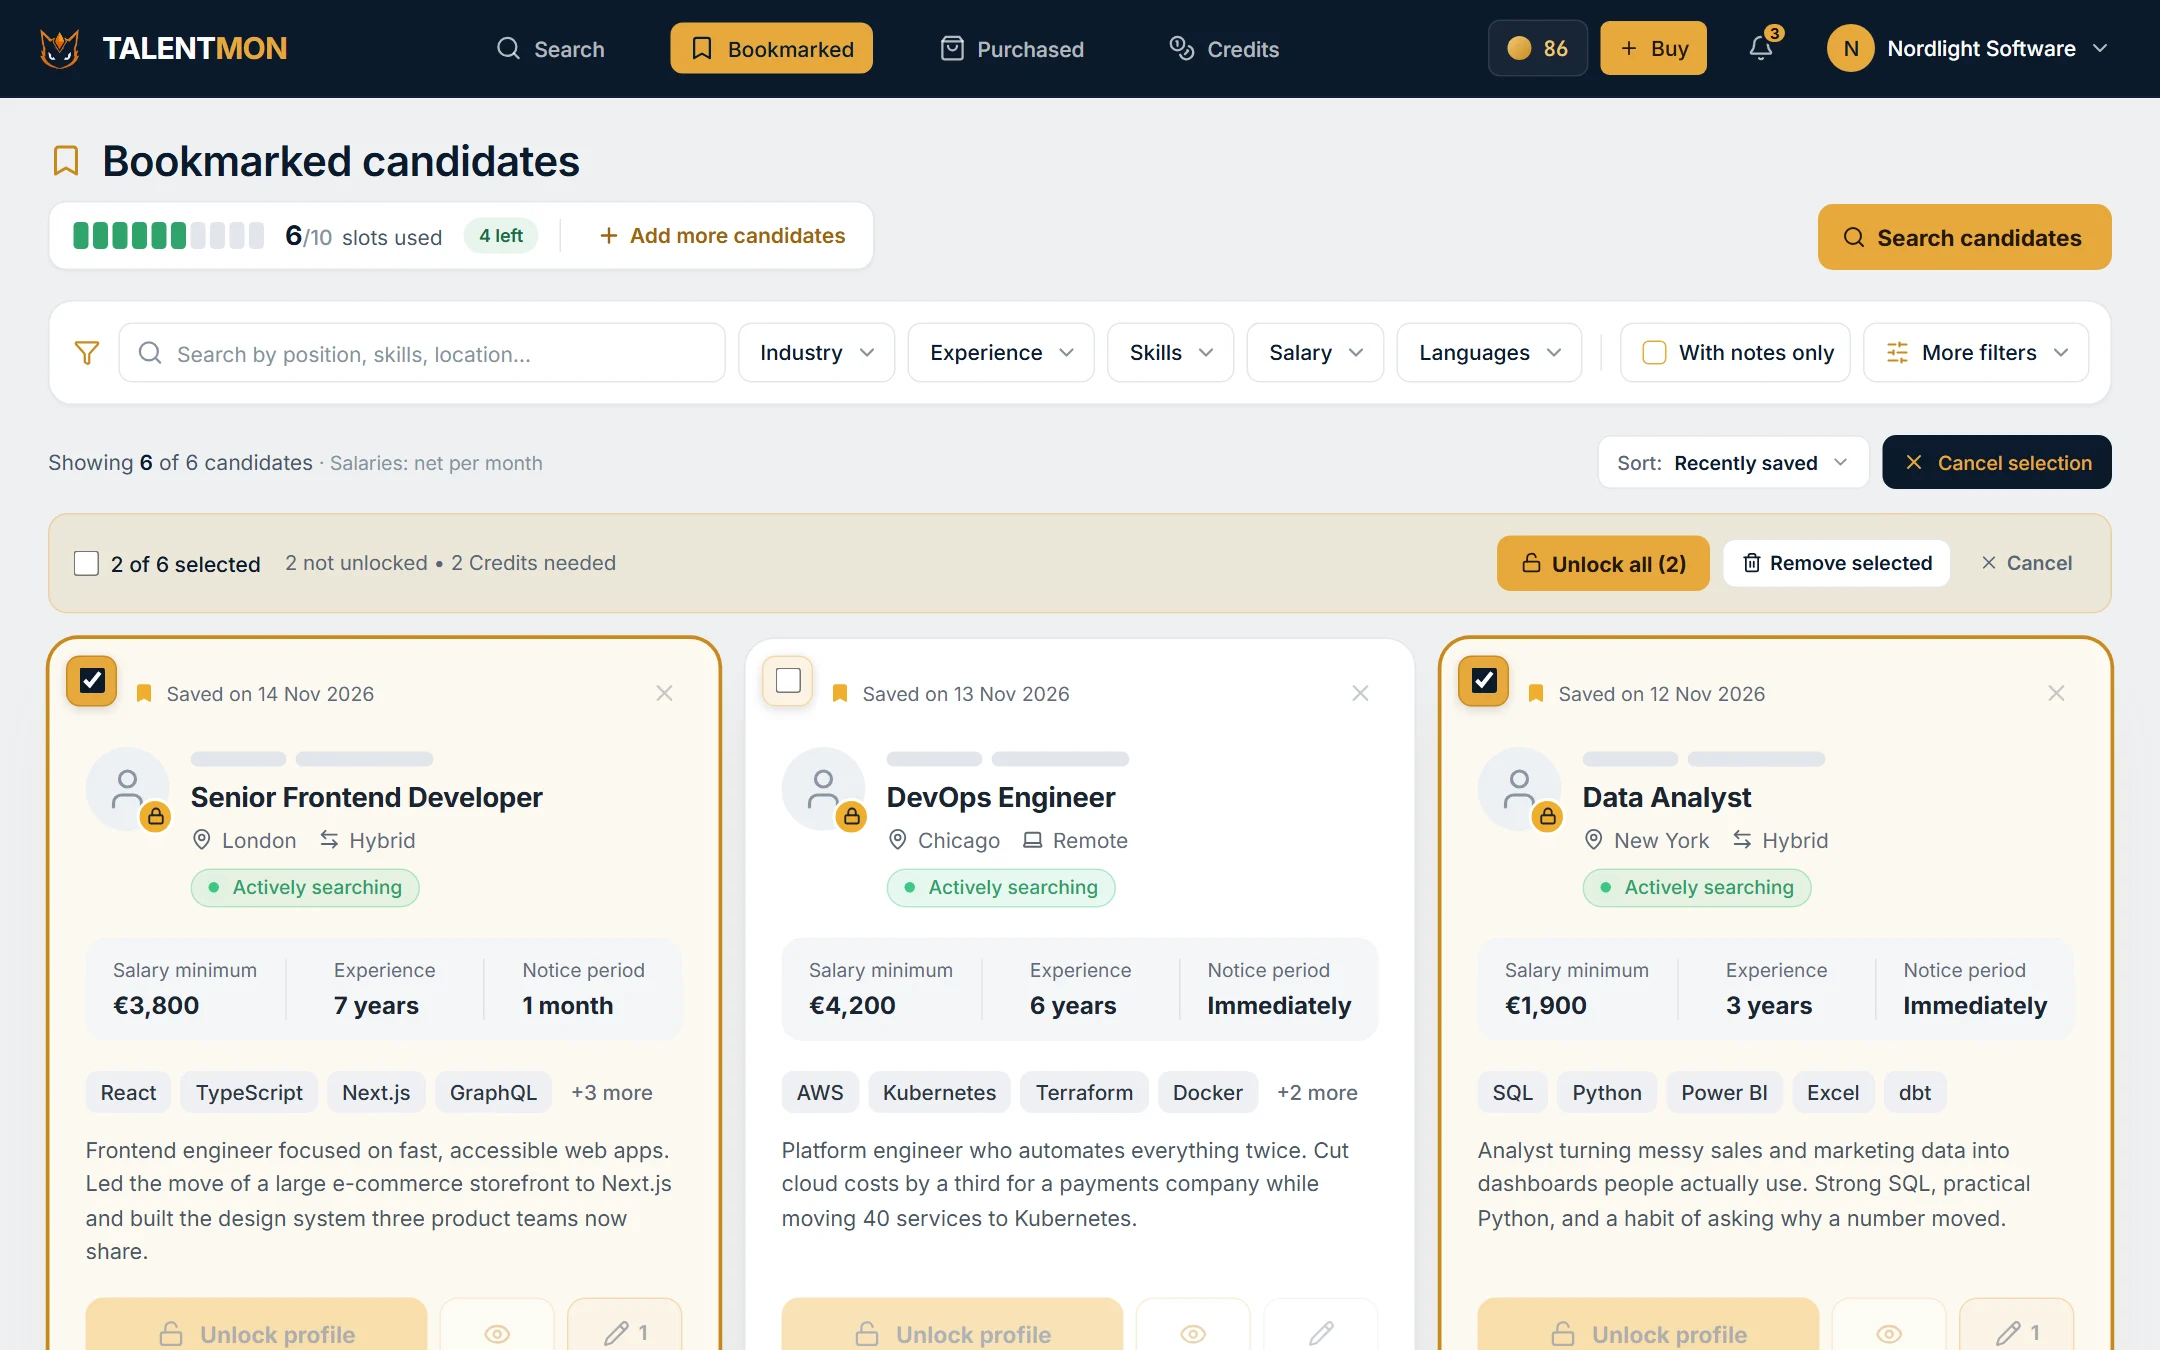 TALENTMON
Search
Bookmarked
Purchased
Credits
86
+ Buy
3
N
Nordlight Software
Bookmarked candidates
6/10 slots used
4 left
+ Add more candidates
Search candidates
Search by position, skills, location...
Industry
Experience
Skills
Salary
Languages
With notes only
More filters
Showing 6 of 6 candidates · Salaries: net per month
Sort: Recently saved
Cancel selection
2 of 6 selected
2 not unlocked • 2 Credits needed
Unlock all (2)
Remove selected
Cancel
Saved on 14 Nov 2026
Senior Frontend Developer
London
Hybrid
Actively searching
Salary minimum
€3,800
Experience
7 years
Notice period
1 month
React
TypeScript
Next.js
GraphQL
+3 more
Frontend engineer focused on fast, accessible web apps.
Led the move of a large e-commerce storefront to Next.js
and built the design system three product teams now
share.
Unlock profile
1
Saved on 13 Nov 2026
DevOps Engineer
Chicago
Remote
Actively searching
Salary minimum
€4,200
Experience
6 years
Notice period
Immediately
AWS
Kubernetes
Terraform
Docker
+2 more
Platform engineer who automates everything twice. Cut
cloud costs by a third for a payments company while
moving 40 services to Kubernetes.
Unlock profile
Saved on 12 Nov 2026
Data Analyst
New York
Hybrid
Actively searching
Salary minimum
€1,900
Experience
3 years
Notice period
Immediately
SQL
Python
Power BI
Excel
dbt
Analyst turning messy sales and marketing data into
dashboards people actually use. Strong SQL, practical
Python, and a habit of asking why a number moved.
Unlock profile
1